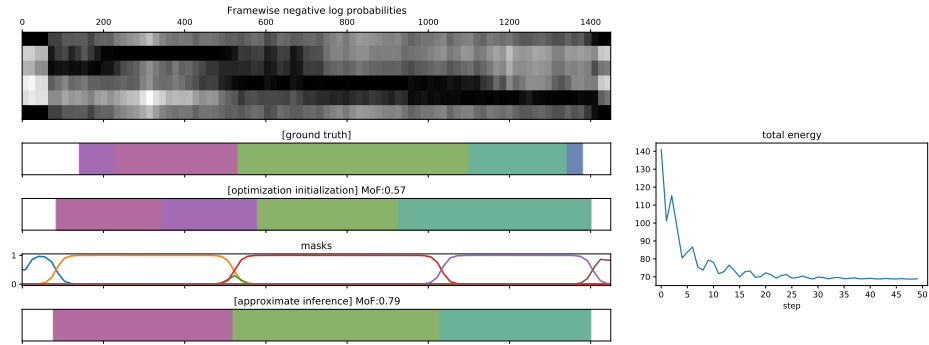 Framewise negative log probabilities
0 200 400 600 800 1000 1200 1400
[ground truth]
[optimization initialization] MoF:0.57
masks
1
0
[approximate inference] MoF:0.79
total energy
140
130
120
110
100
90
80
70
0 5 10 15 20 25 30 35 40 45 50
step